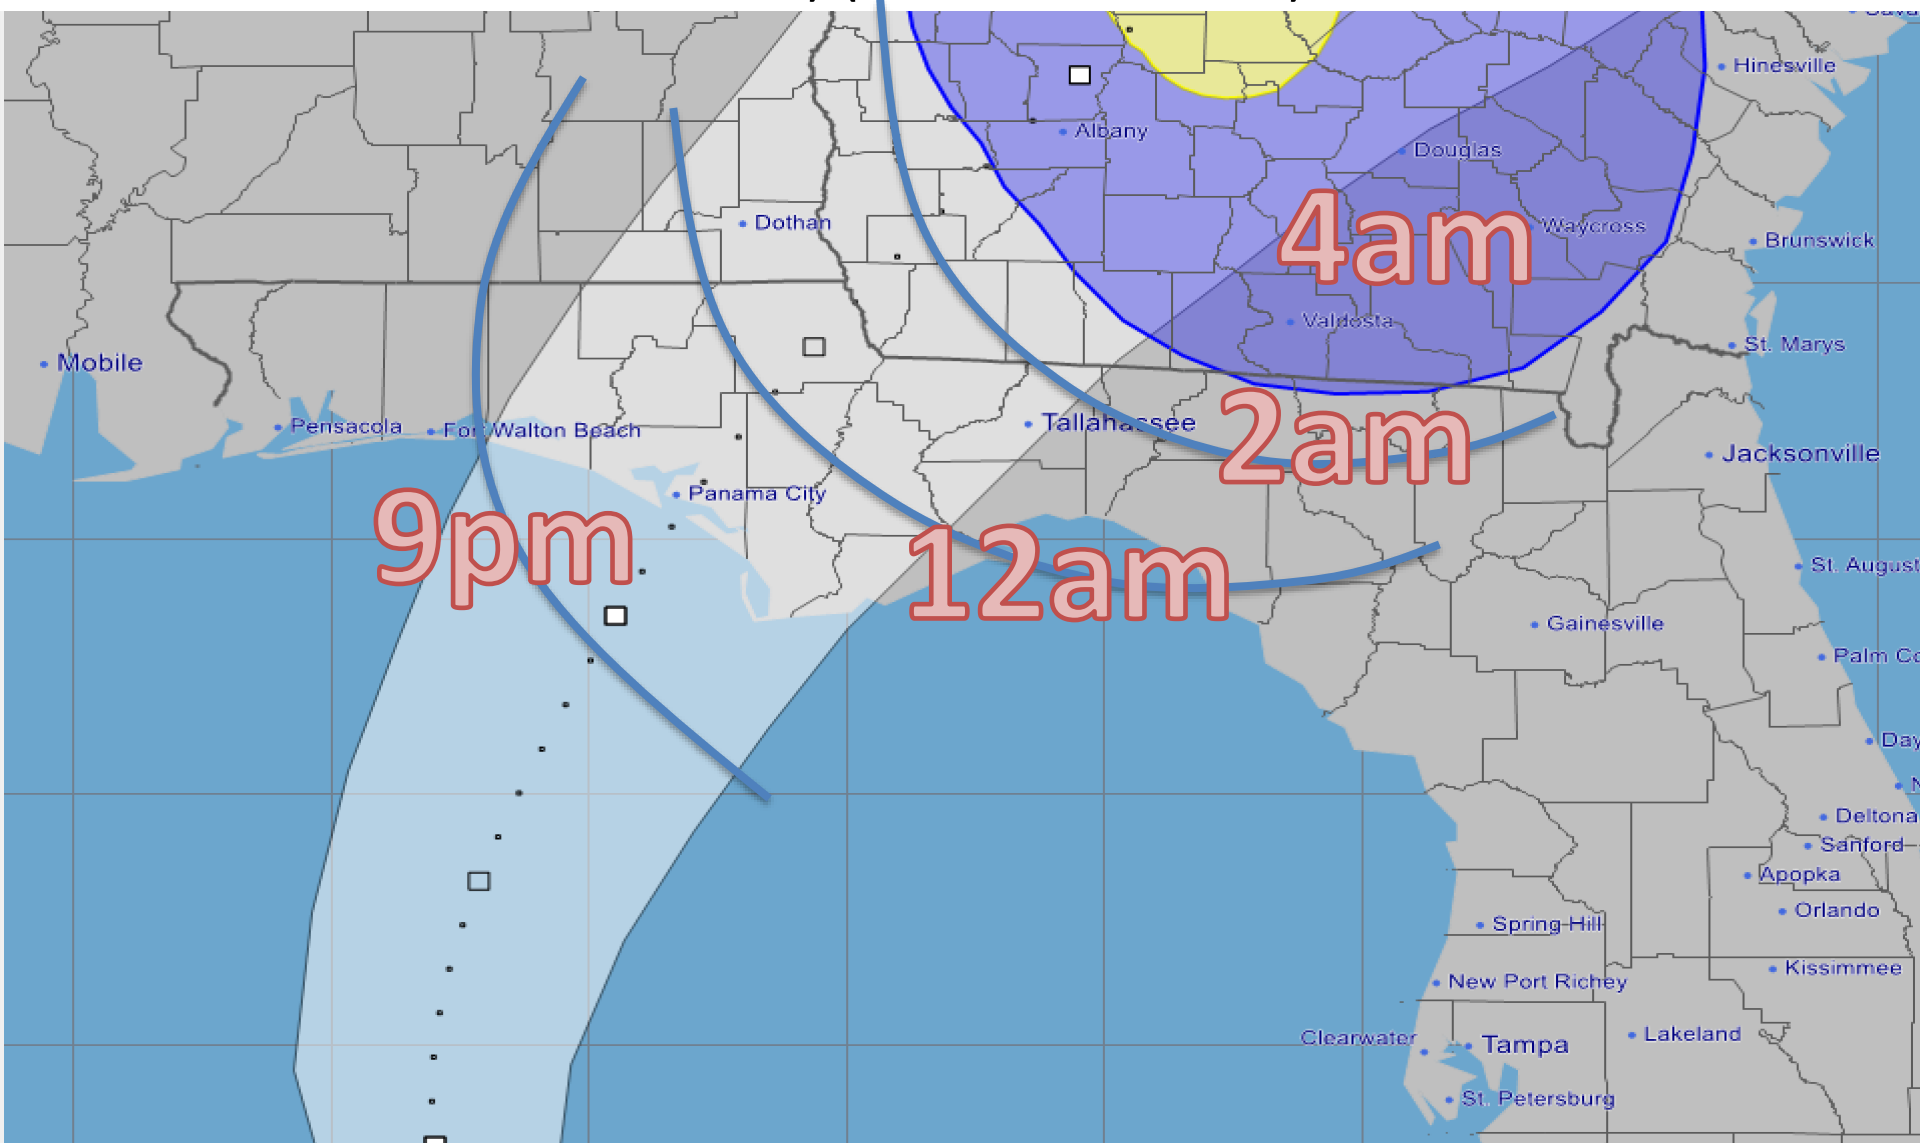 Hinesville
Albany
Douglas
4am
Waycross
Dothan
Brunswick
Valdosta
St. Marys
Mobile
2am
Pensacola
Fort Walton Beach
Tallahassee
Jacksonville
Panama City
9pm
12am
St. August
Gainesville
Palm Co
Day
N
Deltona
Sanford
Apopka
Orlando
Spring Hill
Kissimmee
New Port Richey
Clearwater
Tampa
Lakeland
St. Petersburg